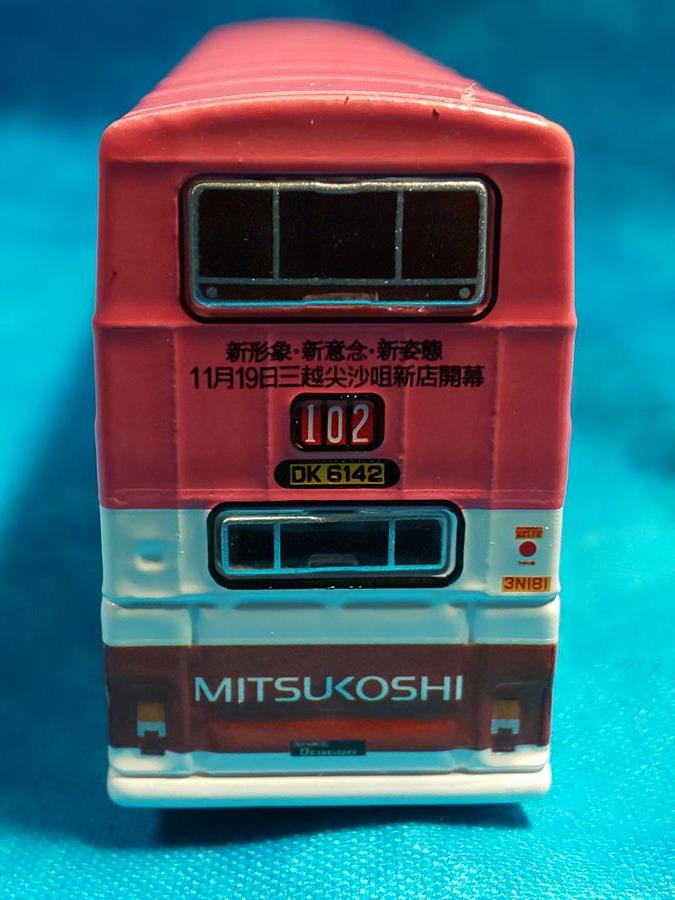 新形象·新意念·新姿態
11月19日三越尖沙咀新店開幕
102
DK 6142
3N181
MITSUKOSHI